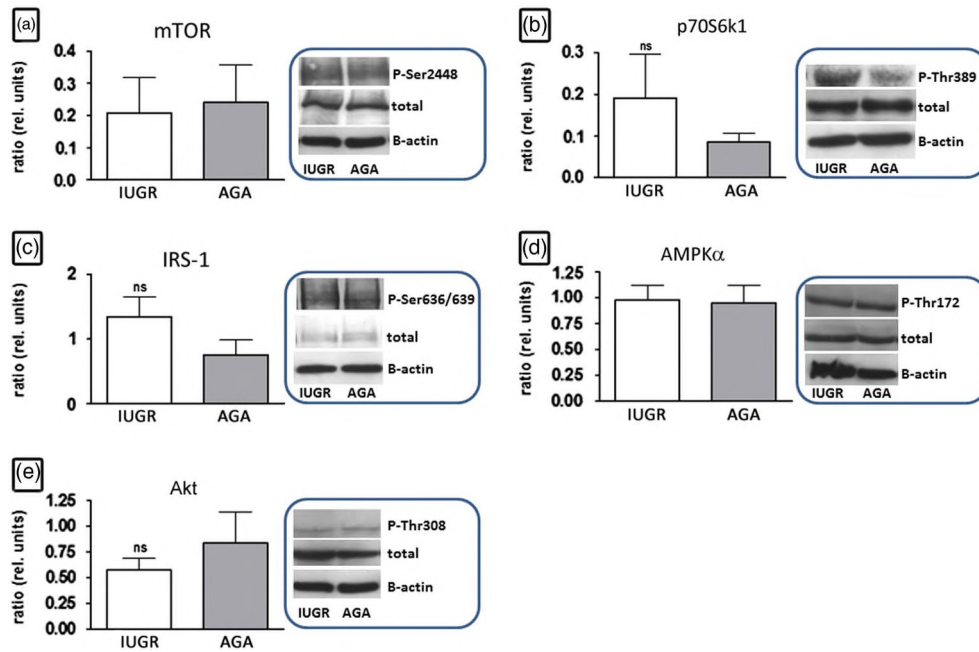 (a)
mTOR
ratio (rel. units)
0.4
0.3
0.2
0.1
0.0
IUGR AGA
P-Ser2448
total
B-actin
IUGR AGA
(b)
p70S6k1
ratio (rel. units)
0.3
0.2
0.1
0.0
ns
IUGR AGA
P-Thr389
total
B-actin
IUGR AGA
(c)
IRS-1
ratio (rel. units)
2
1
0
ns
IUGR AGA
P-Ser636/639
total
B-actin
IUGR AGA
(d)
AMPKα
ratio (rel. units)
1.25
1.00
0.75
0.50
0.25
0.00
IUGR AGA
P-Thr172
total
B-actin
IUGR AGA
(e)
Akt
ratio (rel. units)
1.25
1.00
0.75
0.50
0.25
0.00
ns
IUGR AGA
P-Thr308
total
B-actin
IUGR AGA